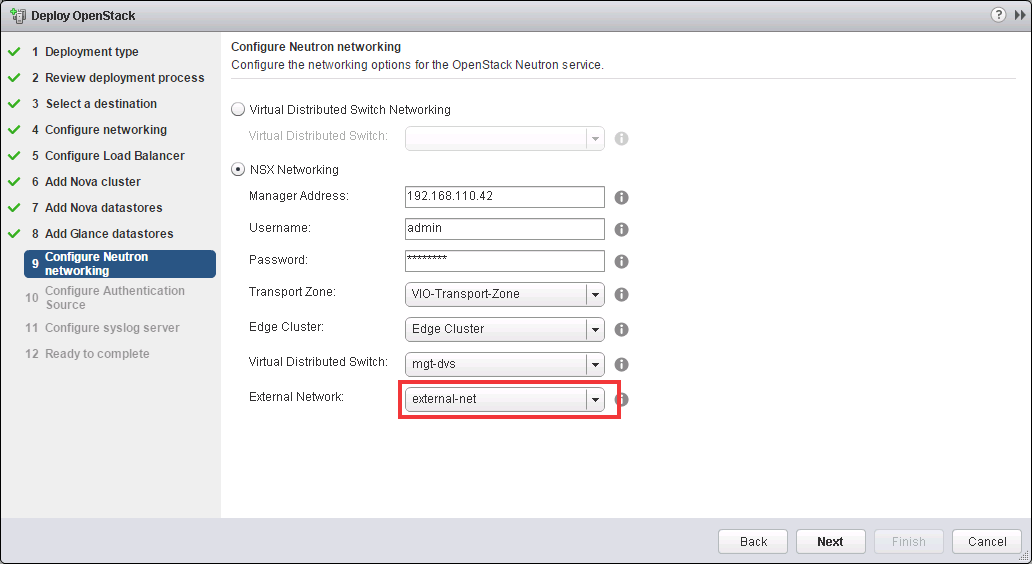 Deploy OpenStack
?
1 Deployment type
2 Review deployment process
3 Select a destination
4 Configure networking
5 Configure Load Balancer
6 Add Nova cluster
7 Add Nova datastores
8 Add Glance datastores
9 Configure Neutron
networking
10 Configure Authentication
Source
11 Configure syslog server
12 Ready to complete
Configure Neutron networking
Configure the networking options for the OpenStack Neutron service.
Virtual Distributed Switch Networking
Virtual Distributed Switch:
NSX Networking
Manager Address: 192.168.110.42
Username: admin
Password: ********
Transport Zone: VIO-Transport-Zone
Edge Cluster: Edge Cluster
Virtual Distributed Switch: mgt-dvs
External Network: external-net
Back Next Finish Cancel